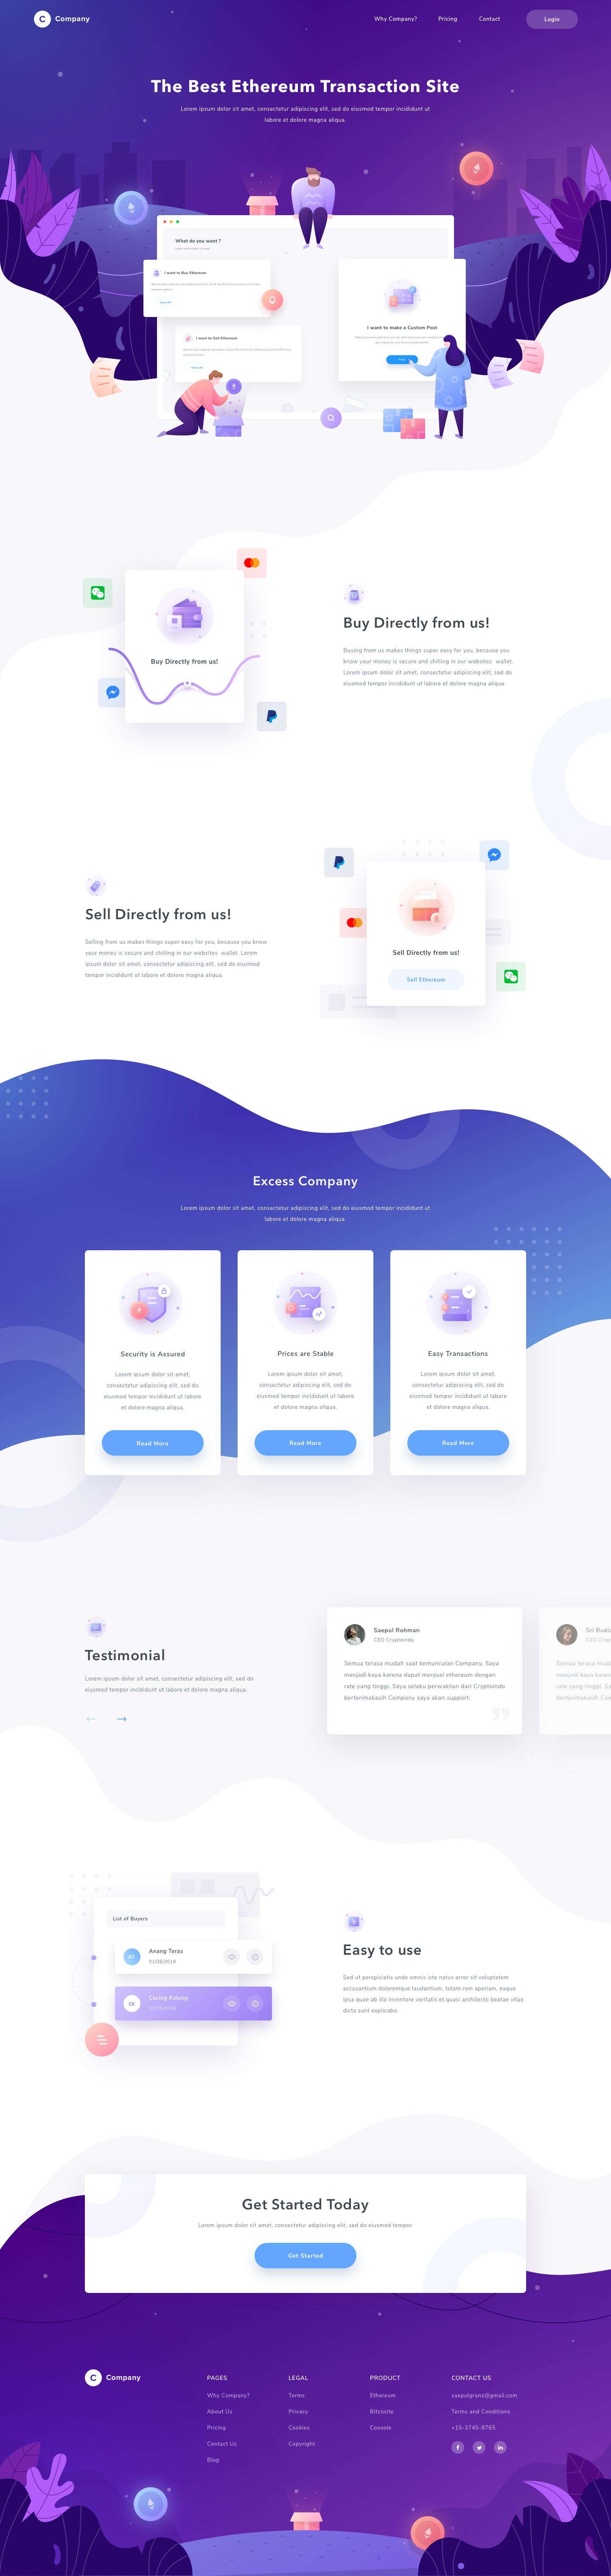 C Company
Why Company? Pricing Contact Login
The Best Ethereum Transaction Site
Lorem ipsum dolor sit amet, consectetur adipiscing elit, sed do eiusmod tempor incididunt ut
labore et dolore magna aliqua.
What do you want ?
I want to Buy Ethereum
I want to Sell Ethereum
I want to make a Custom Post
Buy Directly from us!
Buy Directly from us!
Buying from us makes things super easy for you, because you
know your money is secure and chilling in our websites wallet.
Lorem ipsum dolor sit amet, consectetur adipiscing elit, sed do
eiusmod tempor incididunt ut labore et dolore magna aliqua.
Sell Directly from us!
Selling from us makes things super easy for you, because you know
your money is secure and chilling in our websites wallet. Lorem
ipsum dolor sit amet, consectetur adipiscing elit, sed do eiusmod
tempor incididunt ut labore et dolore magna aliqua.
Sell Directly from us!
Sell Ethereum
Excess Company
Lorem ipsum dolor sit amet, consectetur adipiscing elit, sed do eiusmod tempor incididunt ut
labore et dolore magna aliqua.
Security is Assured
Lorem ipsum dolor sit amet,
consectetur adipiscing elit, sed do
eiusmod tempor incididunt ut labore
et dolore magna aliqua.
Read More
Prices are Stable
Lorem ipsum dolor sit amet,
consectetur adipiscing elit, sed do
eiusmod tempor incididunt ut labore
et dolore magna aliqua.
Read More
Easy Transactions
Lorem ipsum dolor sit amet,
consectetur adipiscing elit, sed do
eiusmod tempor incididunt ut labore
et dolore magna aliqua.
Read More
Testimonial
Lorem ipsum dolor sit amet, consectetur adipiscing elit, sed do
eiusmod tempor incididunt ut labore et dolore magna aliqua.
Saepul Rohman
CEO Cryptoindo
Semua terasa mudah saat kemunculan Company, Saya
menjadi kaya karena dapat menjual ethereum dengan
rate yang tinggi. Saya selaku perwakilan dari Cryptoindo
berterimakasih Company saya akan support.
Sri Budi
CEO Cryp
Semua terasa mud
menjadi kaya karen
rate yang tinggi. Sa
berterimakasih Com
List of Buyers
AT Anang Teras
01/06/2019
CK Cacing Kalung
Easy to use
Sed ut perspiciatis unde omnis iste natus error sit voluptatem
accusantium doloremque laudantium, totam rem aperiam, eaque
ipsa quae ab illo inventore veritatis et quasi architecto beatae vitae
dicta sunt explicabo.
Get Started Today
Lorem ipsum dolor sit amet, consectetur adipiscing elit, sed do eiusmod tempor.
Get Started
C Company
PAGES
Why Company?
About Us
Pricing
Contact Us
Blog
LEGAL
Terms
Privacy
Cookies
Copyright
PRODUCT
Ethereum
Bitcosite
Console
CONTACT US
saepulgranz@gmail.com
Terms and Conditions
+15-3745-8765